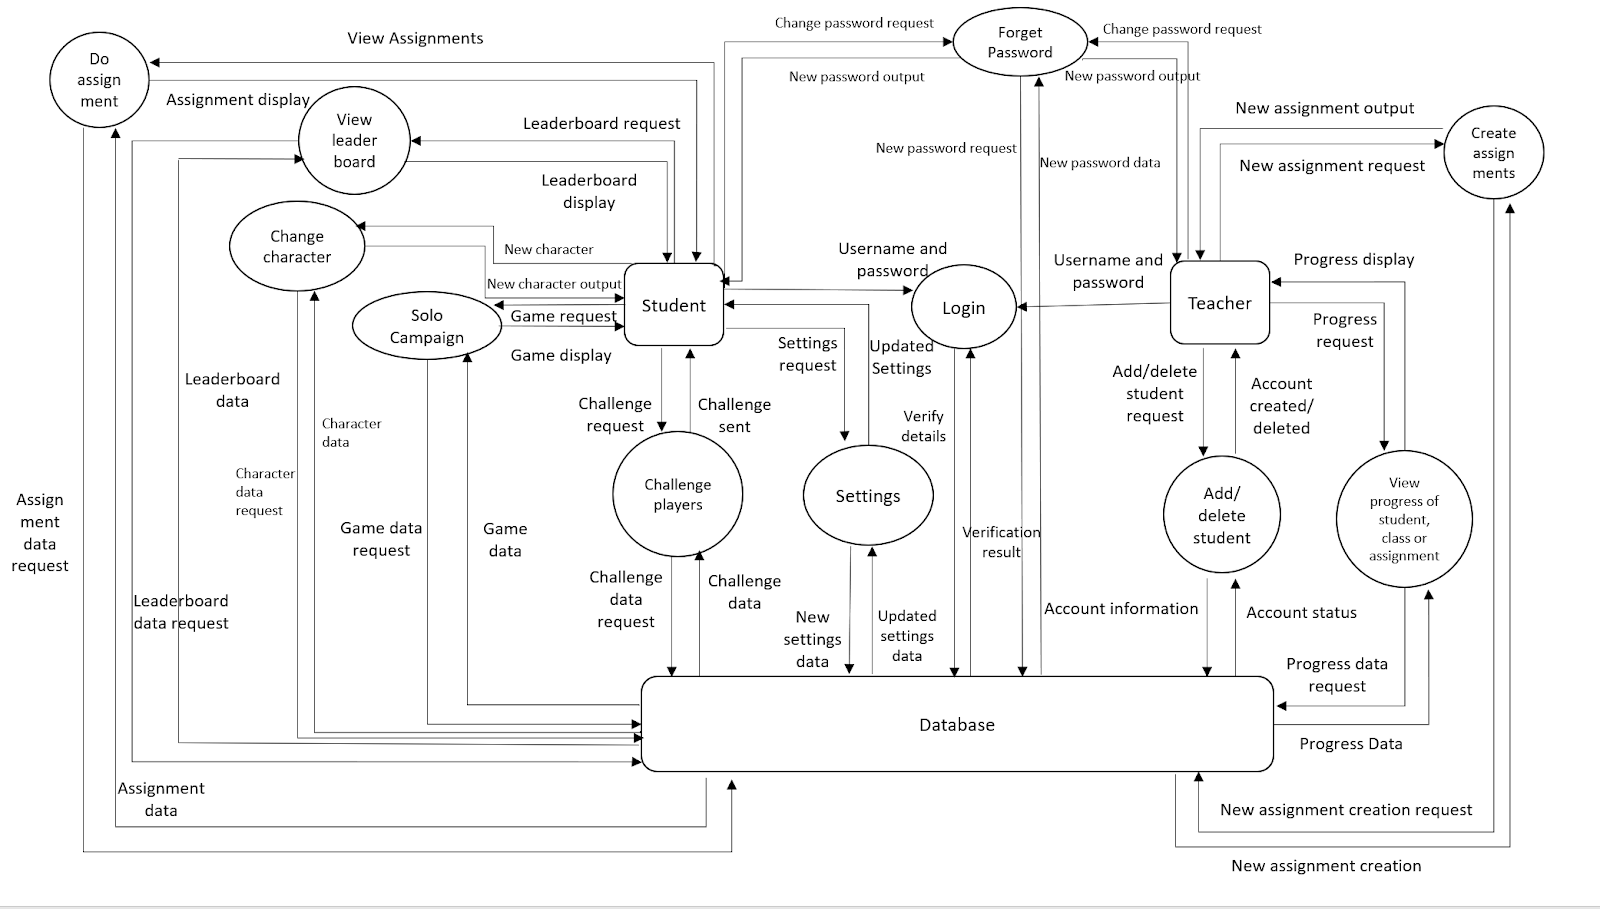 Change password request
Forget
Password
Change password request
View Assignments
Do
assign
ment
New password output
New password output
Assignment display
View
leader
board
Leaderboard request
New assignment output
Create
assign
ments
New password request
New password data
New assignment request
Leaderboard
display
Change
character
New character
Username and
password
Username and
password
Progress display
New character output
Student
Login
Teacher
Solo
Campaign
Game request
Game display
Settings
request
Updated
Settings
Progress
request
Leaderboard
data
Challenge
request
Challenge
sent
Add/delete
student
request
Account
created/
deleted
Character
data
Verify
details
Character
data
request
Challenge
players
Settings
Add/
delete
student
View
progress of
student,
class or
assignment
Assign
ment
data
request
Game data
request
Game
data
Verification
result
Challenge
data
request
Challenge
data
Leaderboard
data request
New
settings
data
Updated
settings
data
Account information
Account status
Progress data
request
Database
Progress Data
Assignment
data
New assignment creation request
New assignment creation